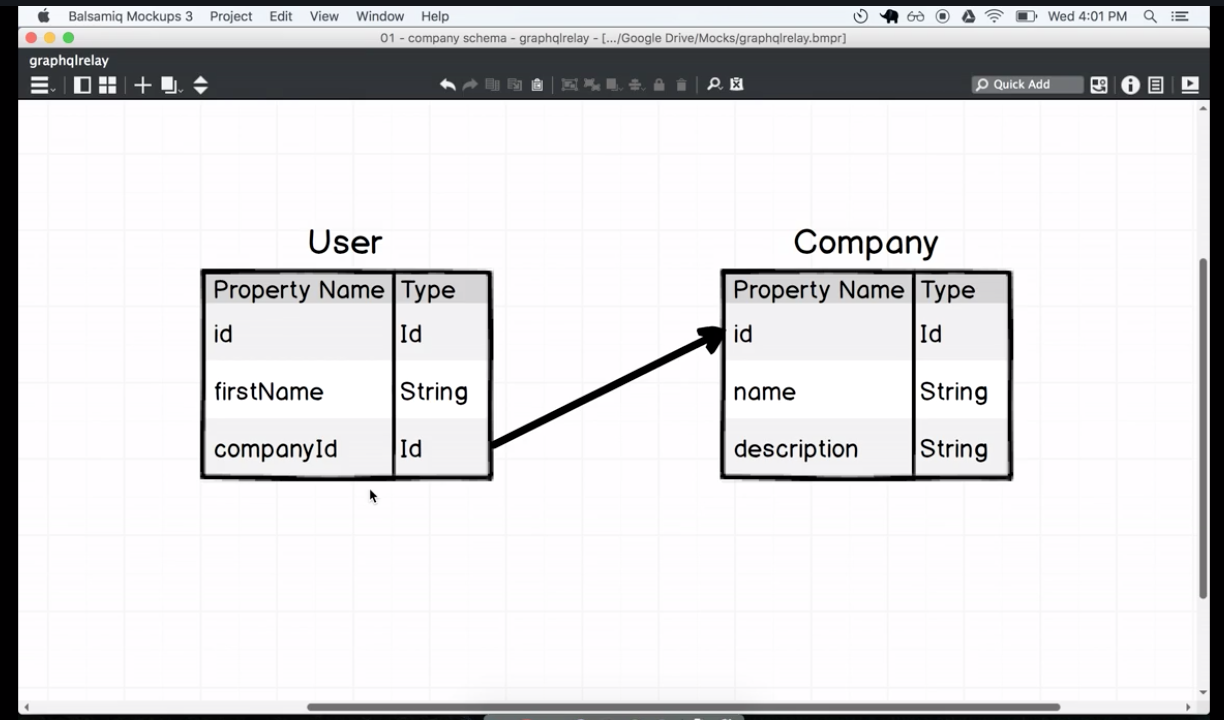 Balsamiq Mockups 3 Project Edit View Window Help Wed 4:01 PM
01 - company schema - graphqlrelay - [.../Google Drive/Mocks/graphqlrelay.bmpr]
graphqlrelay
Quick Add
User
Property Name Type
id Id
firstName String
companyId Id
Company
Property Name Type
id Id
name String
description String